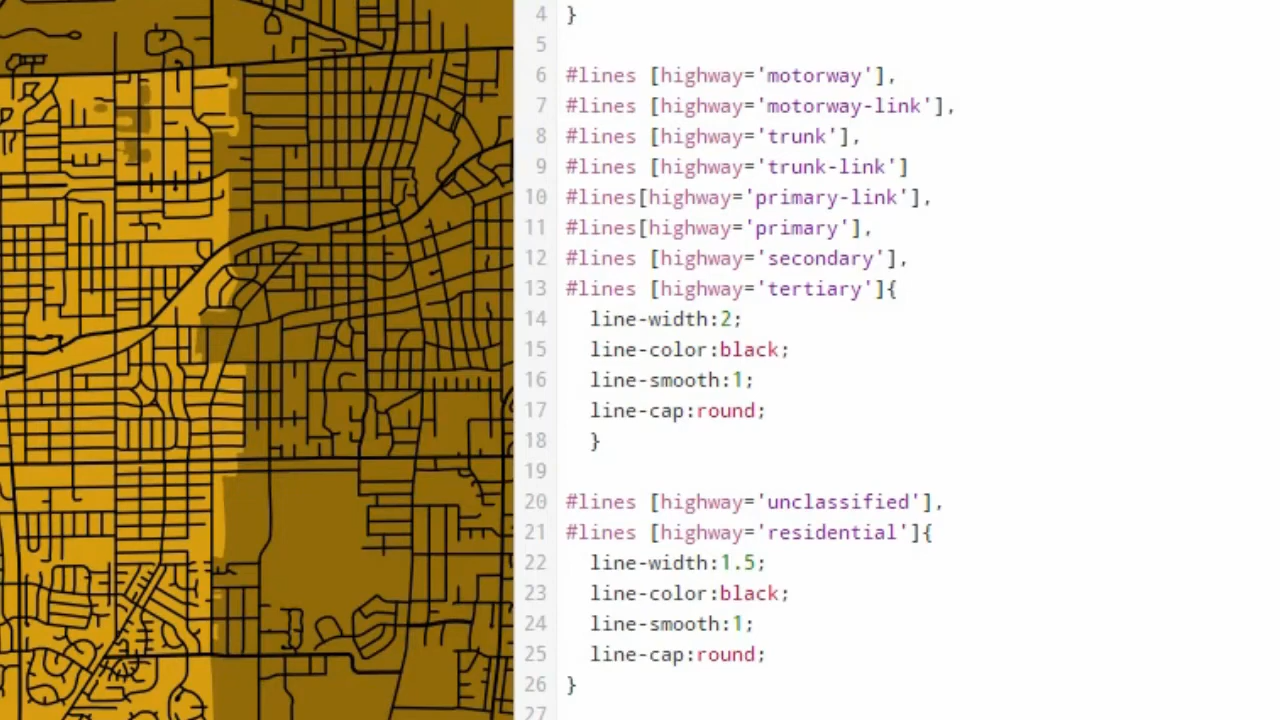 4 }
5
6 #lines [highway='motorway'],
7 #lines [highway='motorway-link'],
8 #lines [highway='trunk'],
9 #lines [highway='trunk-link']
10 #lines[highway='primary-link'],
11 #lines[highway='primary'],
12 #lines [highway='secondary'],
13 #lines [highway='tertiary']{
14 line-width:2;
15 line-color:black;
16 line-smooth:1;
17 line-cap:round;
18 }
19
20 #lines [highway='unclassified'],
21 #lines [highway='residential']{
22 line-width:1.5;
23 line-color:black;
24 line-smooth:1;
25 line-cap:round;
26 }
27